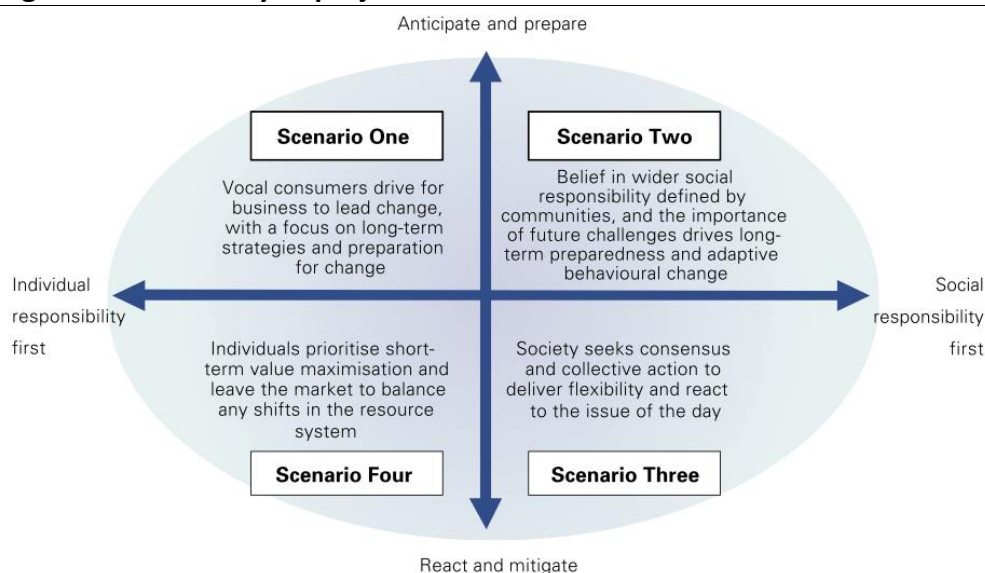 Anticipate and prepare
Scenario One
Vocal consumers drive for
business to lead change,
with a focus on long-term
strategies and preparation
for change
Scenario Two
Belief in wider social
responsibility defined by
communities, and the importance
of future challenges drives long-
term preparedness and adaptive
behavioural change
Individual
responsibility
first
Social
responsibility
first
Individuals prioritise short-
term value maximisation and
leave the market to balance
any shifts in the resource
system
Scenario Four
Society seeks consensus
and collective action to
deliver flexibility and react
to the issue of the day
Scenario Three
React and mitigate